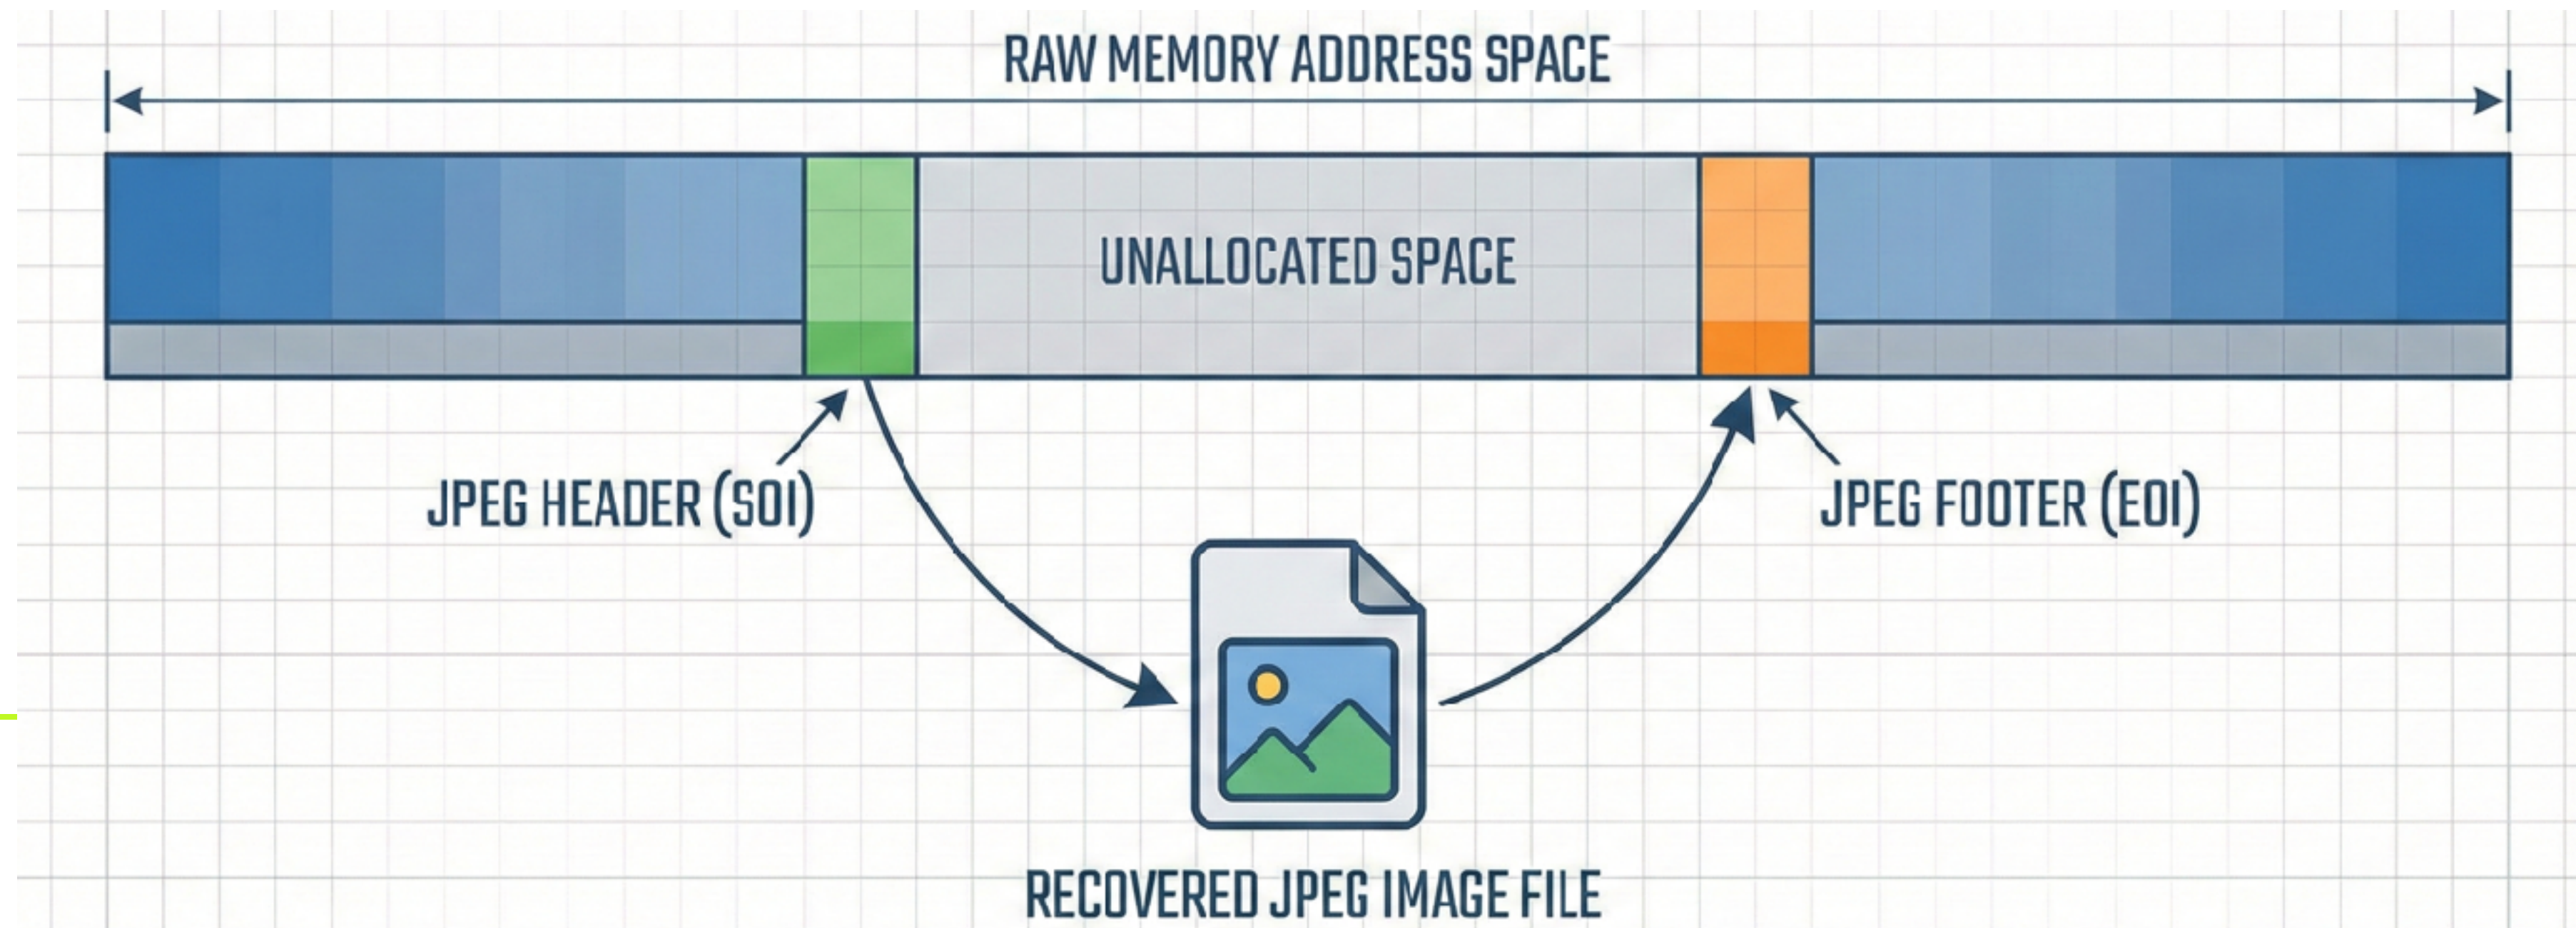 RAW MEMORY ADDRESS SPACE
UNALLOCATED SPACE
JPEG HEADER (SOI)
JPEG FOOTER (EOI)
RECOVERED JPEG IMAGE FILE